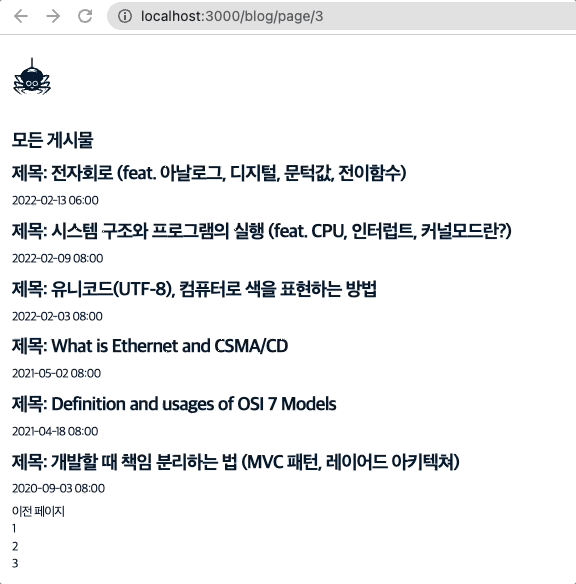 localhost:3000/blog/page/3
모든 게시물
제목: 전자회로 (feat. 아날로그, 디지털, 문턱값, 전이함수)
2022-02-13 06:00
제목: 시스템 구조와 프로그램의 실행 (feat. CPU, 인터럽트, 커널모드란?)
2022-02-09 08:00
제목: 유니코드(UTF-8), 컴퓨터로 색을 표현하는 방법
2022-02-03 08:00
제목: What is Ethernet and CSMA/CD
2021-05-02 08:00
제목: Definition and usages of OSI 7 Models
2021-04-18 08:00
제목: 개발할 때 책임 분리하는 법 (MVC 패턴, 레이어드 아키텍쳐)
2020-09-03 08:00
이전 페이지
1
2
3